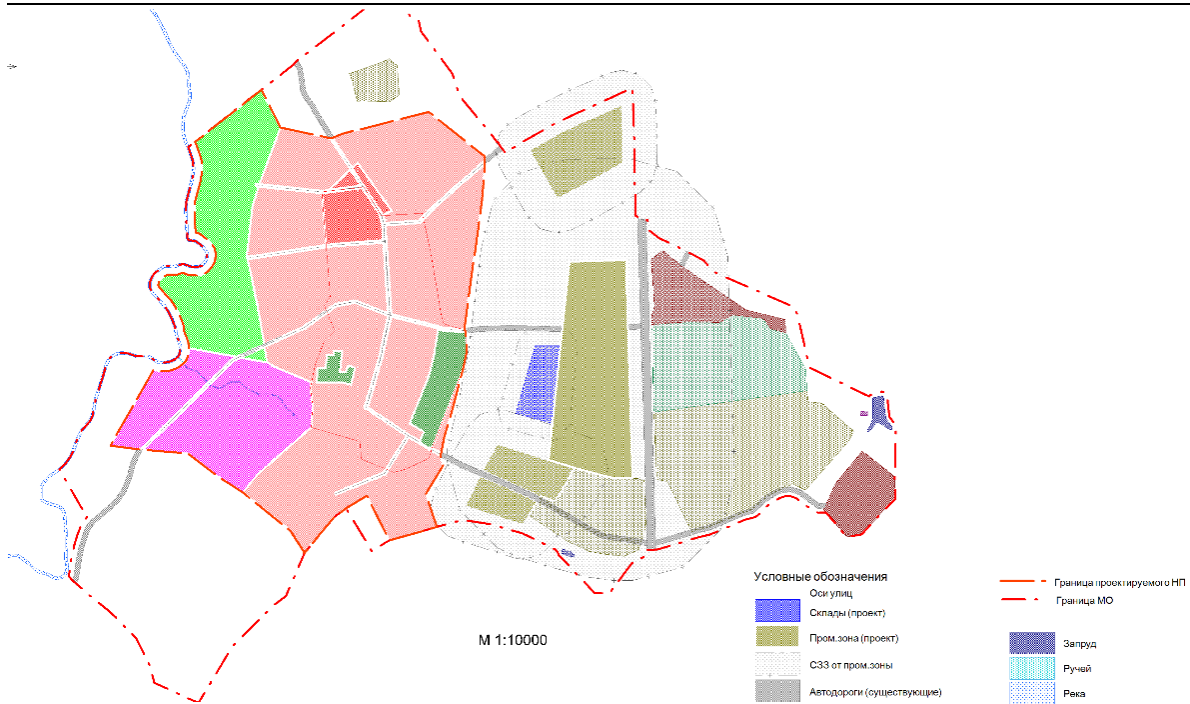 М 1:10000
Условные обозначения
Оси улиц
Склады (проект)
Пром.зона (проект)
СЗЗ от пром.зоны
Автодороги (существующие)
Граница проектируемого НП
Граница МО
Запруд
Ручей
Река